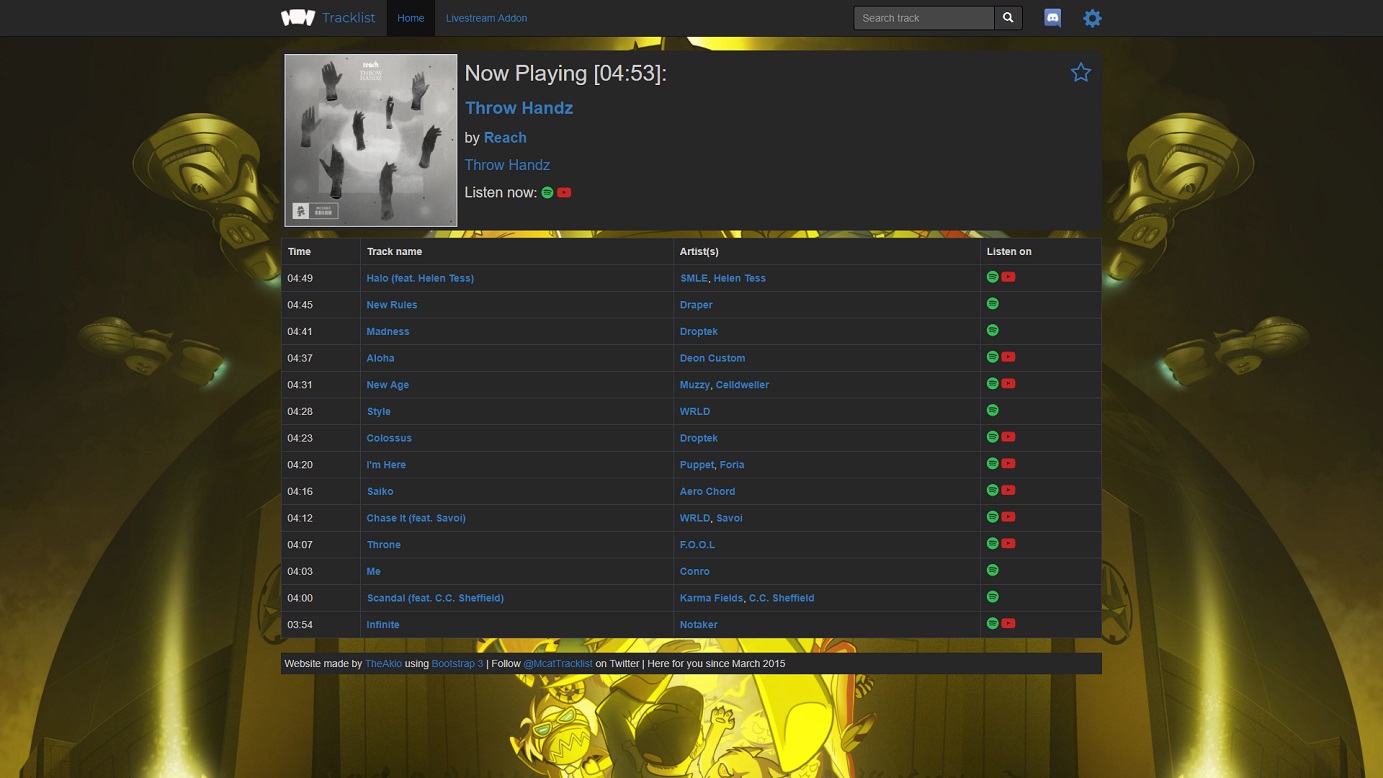 Tracklist Home Livestream Addon Search track
reach
THROW
HANDZ
Now Playing [04:53]:
Throw Handz
by Reach
Throw Handz
Listen now:
Time Track name Artist(s) Listen on
04:49 Halo (feat. Helen Tess) SMLE, Helen Tess
04:45 New Rules Draper
04:41 Madness Droptek
04:37 Aloha Deon Custom
04:31 New Age Muzzy, Celldweller
04:28 Style WRLD
04:23 Colossus Droptek
04:20 I'm Here Puppet, Foria
04:16 Saiko Aero Chord
04:12 Chase It (feat. Savoi) WRLD, Savoi
04:07 Throne F.O.O.L
04:03 Me Conro
04:00 Scandal (feat. C.C. Sheffield) Karma Fields, C.C. Sheffield
03:54 Infinite Notaker
Website made by TheAkio using Bootstrap 3 | Follow @McatTracklist on Twitter | Here for you since March 2015